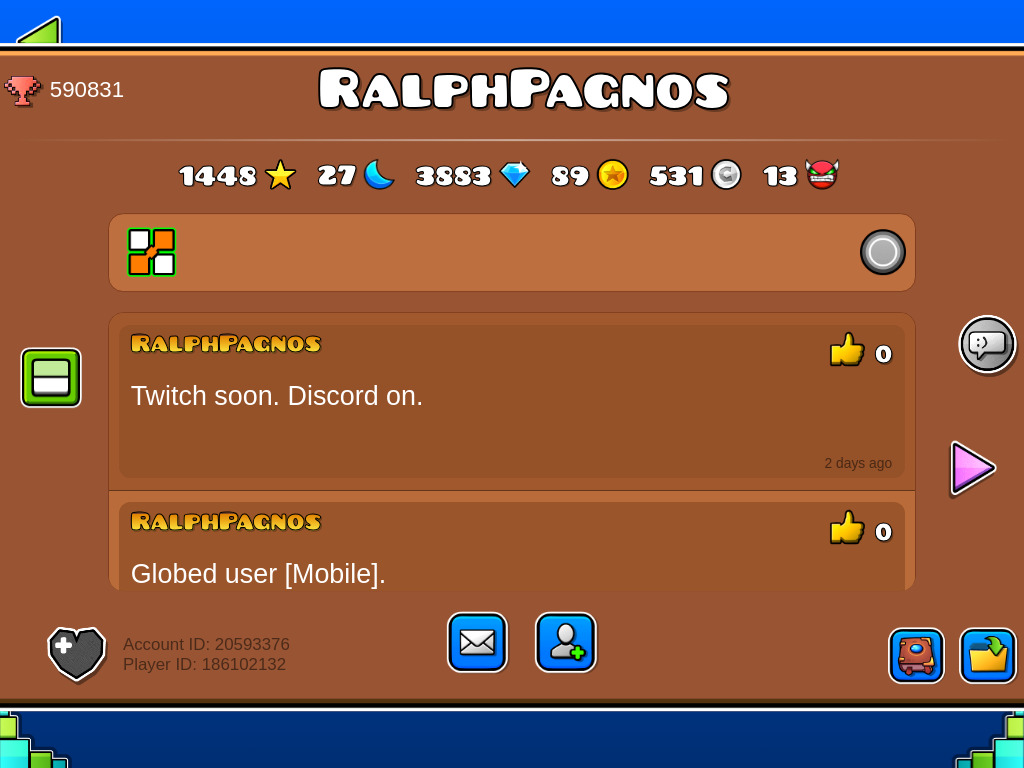 590831
RalphPagnos
1448 27 3883 89 531 13
RalphPagnos
0
Twitch soon. Discord on.
2 days ago
RalphPagnos
0
Globed user [Mobile].
Account ID: 20593376
Player ID: 186102132